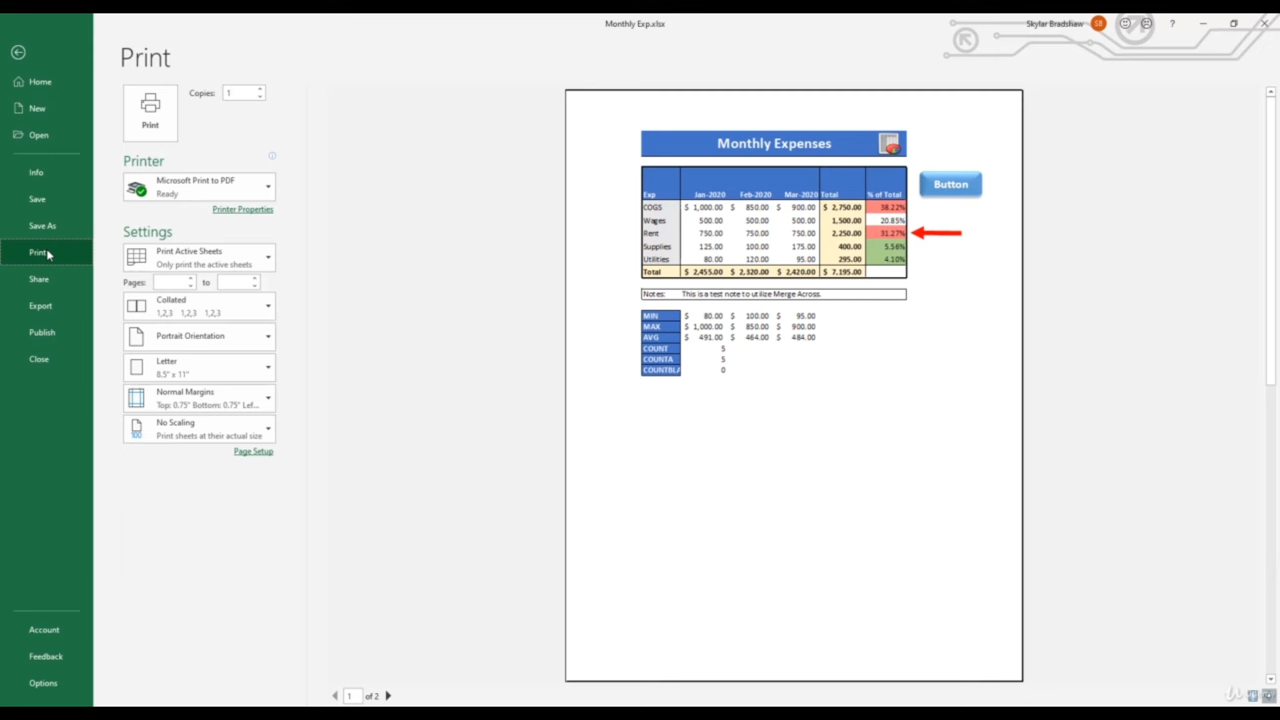 Monthly Exp.xlsx
Skylar Bradshaw SB ?
Home
New
Open
Info
Save
Save As
Print
Share
Export
Publish
Close
Account
Feedback
Options
Print
Print
Copies: 1
Printer
Microsoft Print to PDF
Ready
Printer Properties
Settings
Print Active Sheets
Only print the active sheets
Pages: to
Collated
1,2,3 1,2,3 1,2,3
Portrait Orientation
Letter
8.5" x 11"
Normal Margins
Top: 0.75" Bottom: 0.75" Lef...
No Scaling
100
Print sheets at their actual size
Page Setup
Monthly Expenses
Exp Jan-2020 Feb-2020 Mar-2020 Total % of Total
COGS $ 1,000.00 $ 850.00 $ 900.00 $ 2,750.00 38.22%
Wages 500.00 500.00 500.00 1,500.00 20.85%
Rent 750.00 750.00 750.00 2,250.00 31.27%
Supplies 125.00 100.00 175.00 400.00 5.56%
Utilities 80.00 120.00 95.00 295.00 4.10%
Total $ 2,455.00 $ 2,320.00 $ 2,420.00 $ 7,195.00
Button
Notes: This is a test note to utilize Merge Across.
MIN $ 80.00 $ 100.00 $ 95.00
MAX $ 1,000.00 $ 850.00 $ 900.00
AVG $ 491.00 $ 464.00 $ 484.00
COUNT 5
COUNTA 5
COUNTBLA 0
1 of 2